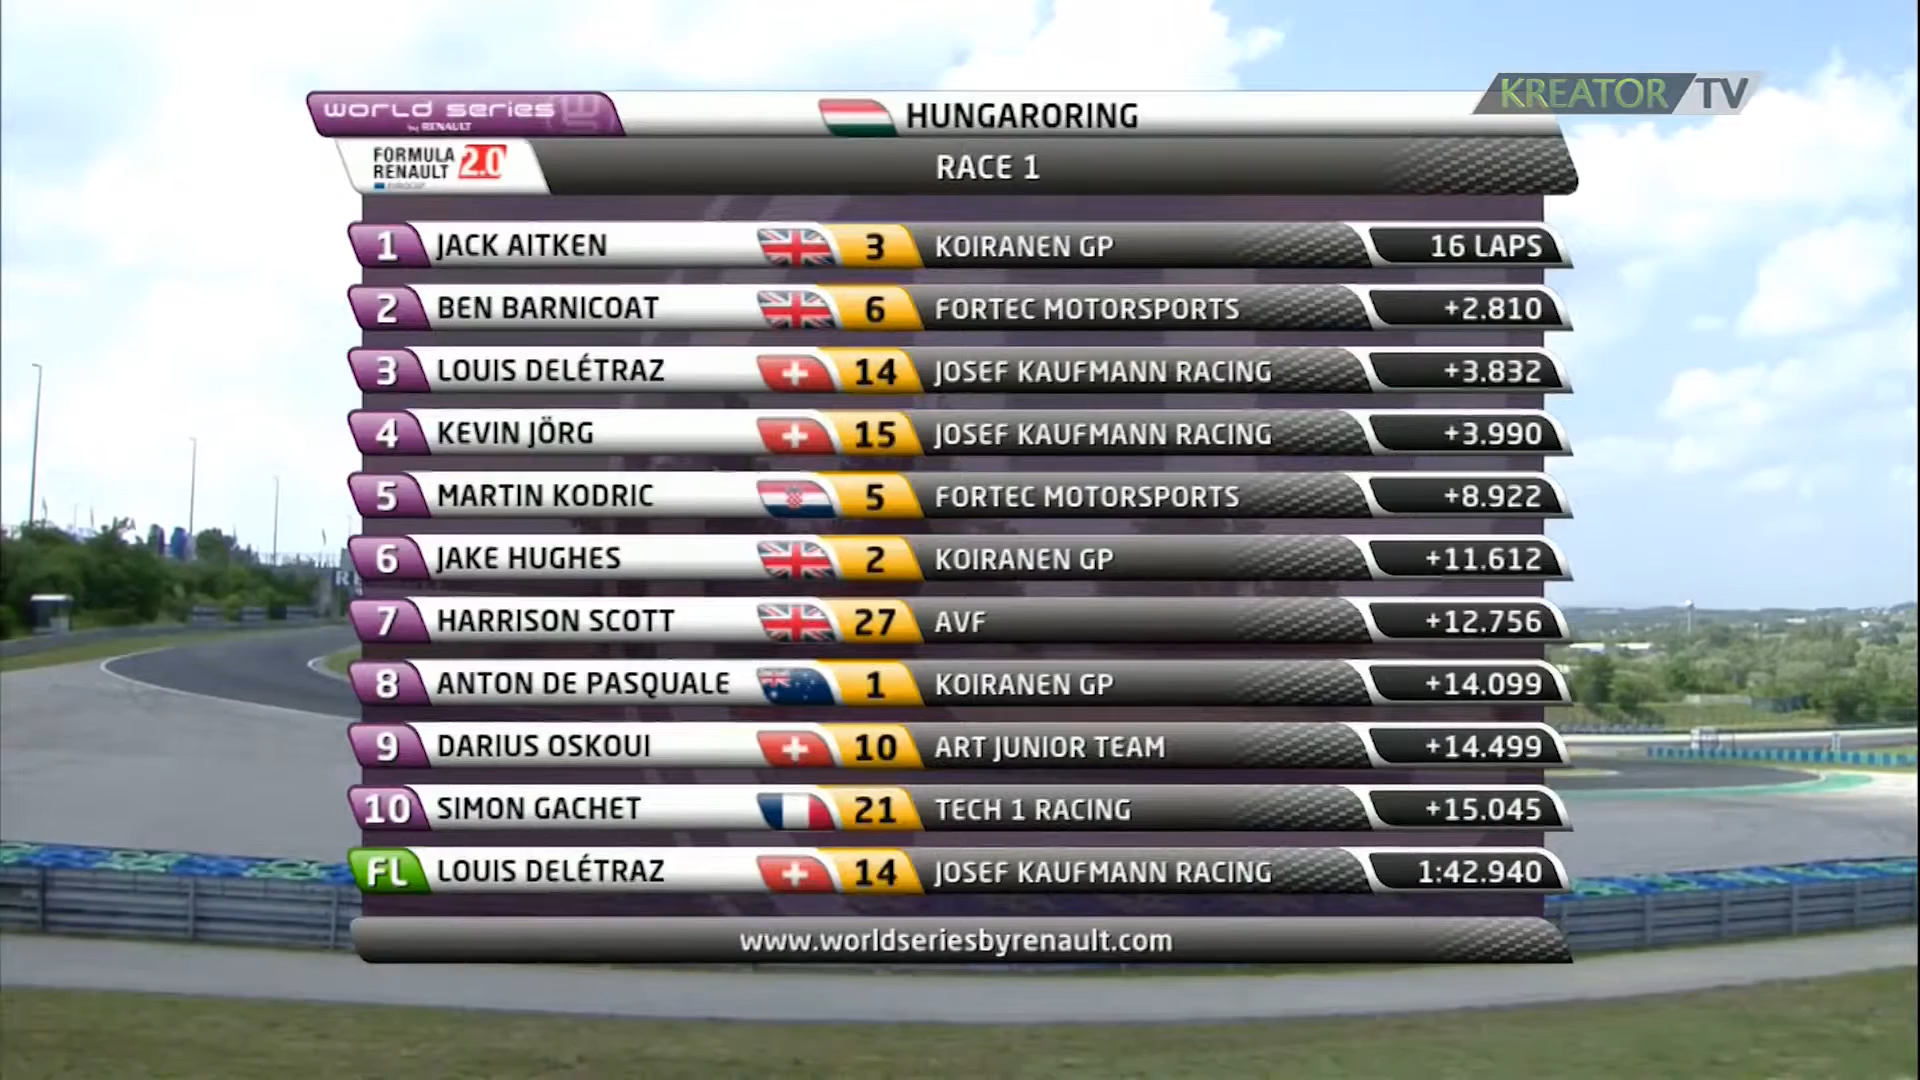 KREATOR TV
world series
by RENAULT
HUNGARORING
FORMULA RENAULT 2.0
EUROCUP
RACE 1
1 JACK AITKEN 3 KOIRANEN GP 16 LAPS
2 BEN BARNICOAT 6 FORTEC MOTORSPORTS +2.810
3 LOUIS DELÉTRAZ 14 JOSEF KAUFMANN RACING +3.832
4 KEVIN JÖRG 15 JOSEF KAUFMANN RACING +3.990
5 MARTIN KODRIC 5 FORTEC MOTORSPORTS +8.922
6 JAKE HUGHES 2 KOIRANEN GP +11.612
7 HARRISON SCOTT 27 AVF +12.756
8 ANTON DE PASQUALE 1 KOIRANEN GP +14.099
9 DARIUS OSKOUI 10 ART JUNIOR TEAM +14.499
10 SIMON GACHET 21 TECH 1 RACING +15.045
FL LOUIS DELÉTRAZ 14 JOSEF KAUFMANN RACING 1:42.940
www.worldseriesbyrenault.com